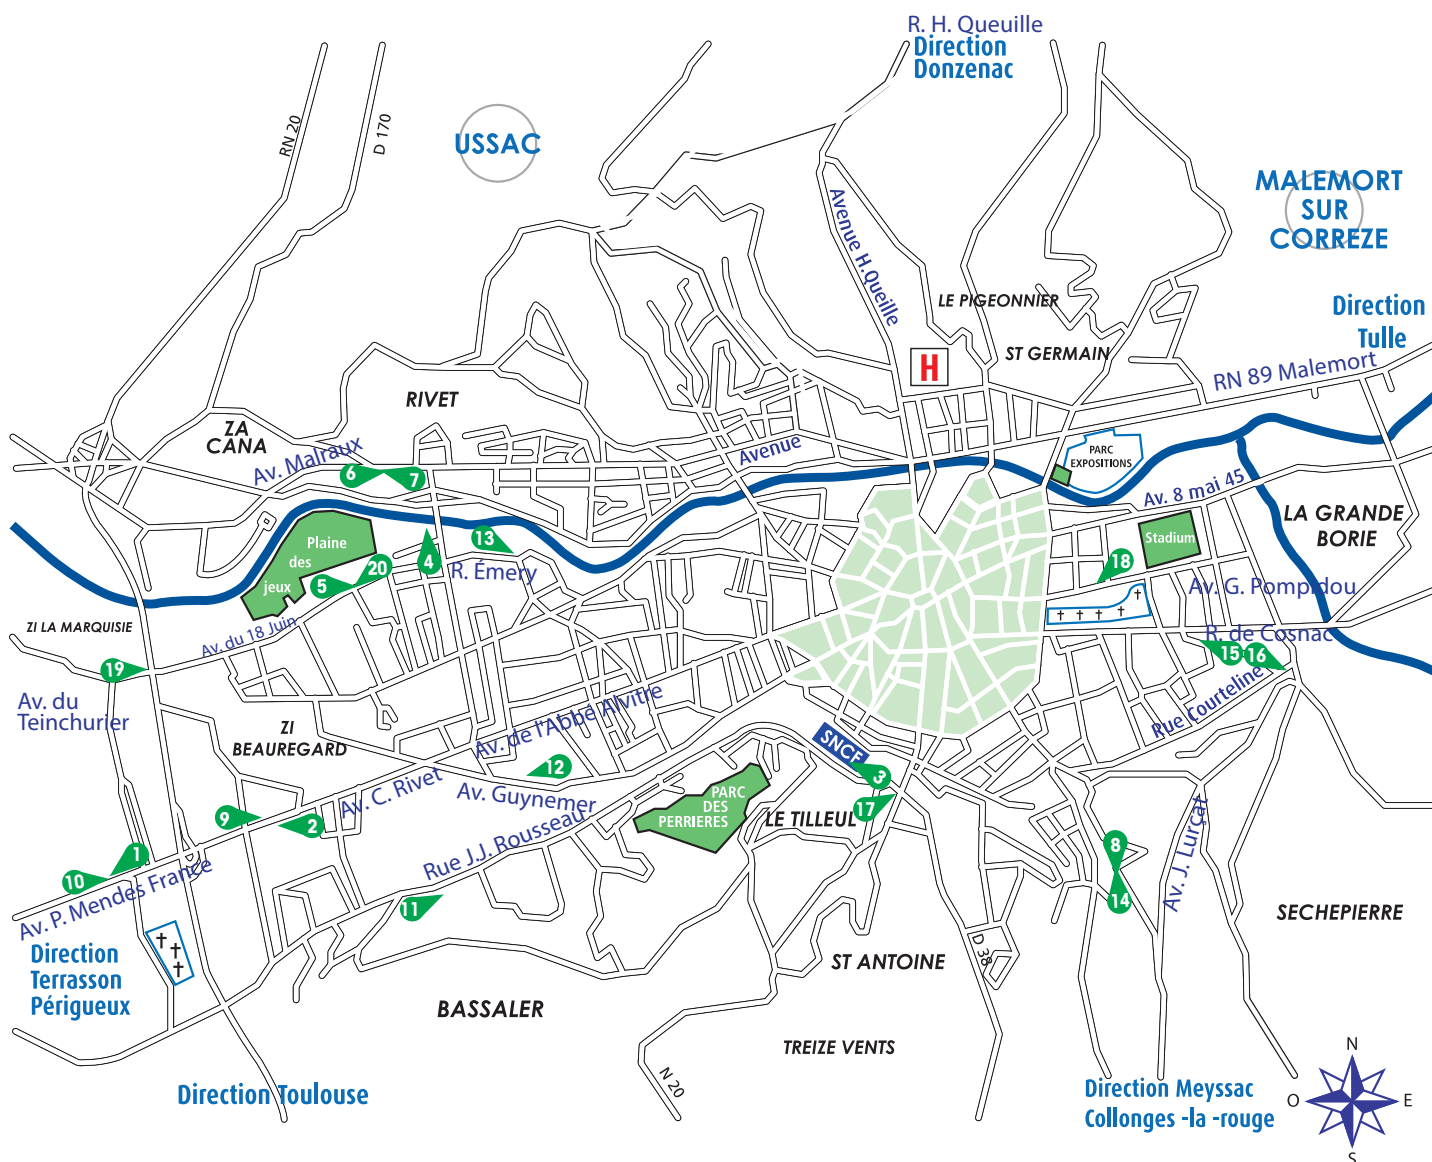 R. H. Queuille
Direction
Donzenac
RN 20
D 170
USSAC
MALEMORT
SUR
CORREZE
Avenue H.Queille
LE PIGEONNIER
ST GERMAIN
Direction
Tulle
RN 89 Malemort
H
RIVET
ZA
CANA
Av. Malraux
6
7
Avenue
PARC
EXPOSITIONS
Av. 8 mai 45
LA GRANDE
BORIE
Stadium
Plaine
des
jeux
5
20
4
13
R. Émery
18
Av. G. Pompidou
ZI LA MARQUISIE
Av. du 18 Juin
19
R. de Cosnac
15
16
Av. du
Teinchurier
ZI
BEAUREGARD
Av. de l'Abbé Alvitre
Rue Courteline
SNCF
3
12
Av. C. Rivet
Av. Guynemer
PARC
DES
PERRIERES
LE TILLEUL
17
9
2
Rue J.J. Rousseau
Av. J. Lurçat
1
10
8
14
11
Av. P. Mendes France
SECHEPIERRE
Direction
Terrasson
Périgueux
ST ANTOINE
D 38
BASSALER
TREIZE VENTS
N 20
Direction Toulouse
Direction Meyssac
Collonges -la -rouge
N
O
E
S